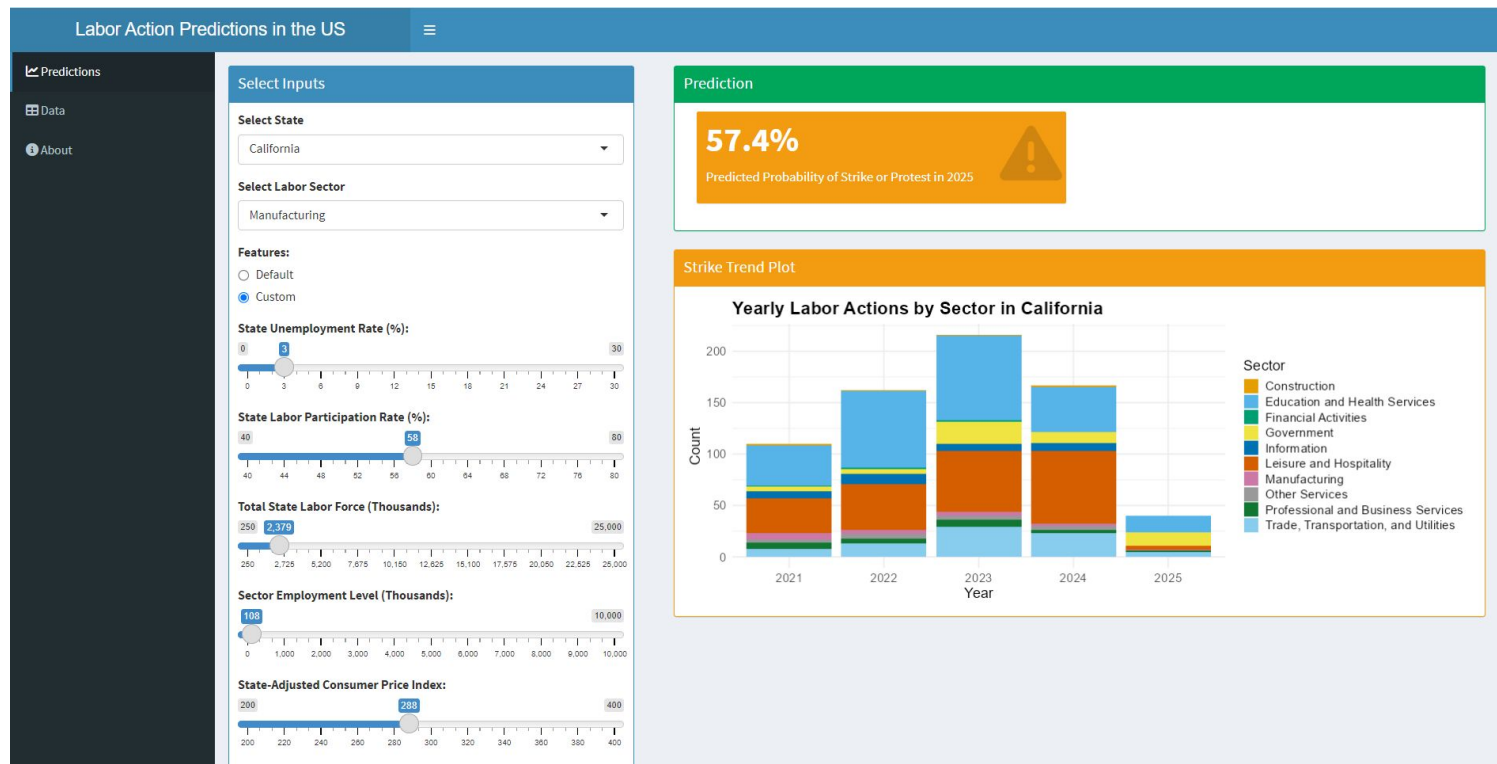 Labor Action Predictions in the US
Predictions
Data
About
Select Inputs
Select State
California
Select Labor Sector
Manufacturing
Features:
Default
Custom
State Unemployment Rate (%):
0 3 30
0 3 6 9 12 15 18 21 24 27 30
State Labor Participation Rate (%):
40 58 80
40 44 48 52 56 60 64 68 72 76 80
Total State Labor Force (Thousands):
250 2,379 25,000
250 2,725 5,200 7,675 10,150 12,625 15,100 17,575 20,050 22,525 25,000
Sector Employment Level (Thousands):
108 10,000
0 1,000 2,000 3,000 4,000 5,000 6,000 7,000 8,000 9,000 10,000
State-Adjusted Consumer Price Index:
200 288 400
200 220 240 260 280 300 320 340 360 380 400
Prediction
57.4%
Predicted Probability of Strike or Protest in 2025
Strike Trend Plot
Yearly Labor Actions by Sector in California
Count
200
150
100
50
0
2021 2022 2023 2024 2025
Year
Sector
Construction
Education and Health Services
Financial Activities
Government
Information
Leisure and Hospitality
Manufacturing
Other Services
Professional and Business Services
Trade, Transportation, and Utilities